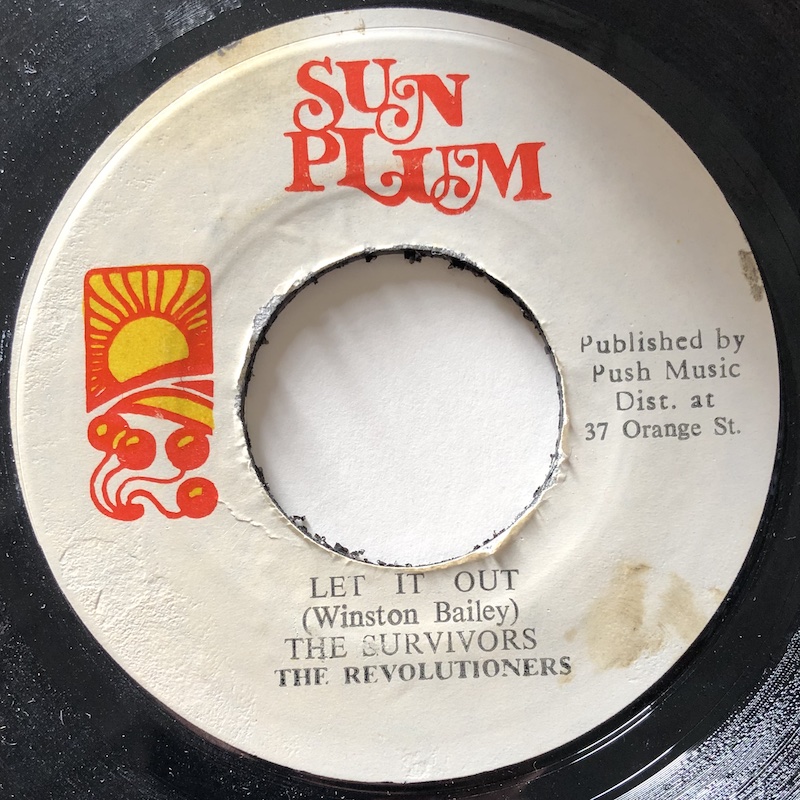 SUN
PLUM
Published by
Push Music
Dist. at
37 Orange St.
LET IT OUT
(Winston Bailey)
THE SURVIVORS
THE REVOLUTIONERS